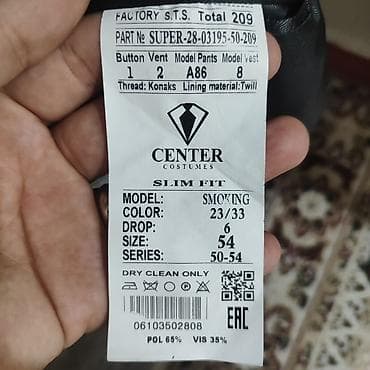 FACTORY S.T.S. Total 209
PART № SUPER-28-03195-50-209
Button Vent Model Pants Model Vest
1 2 A86 8
Thread: Konaks Lining material:Twill
CENTER
COSTUMES
SLIM FIT
MODEL: SMOKING
COLOR: 23/33
DROP: 6
SIZE: 54
SERIES: 50-54
DRY CLEAN ONLY
06103502808
EAC
POL 65% VIS 35%